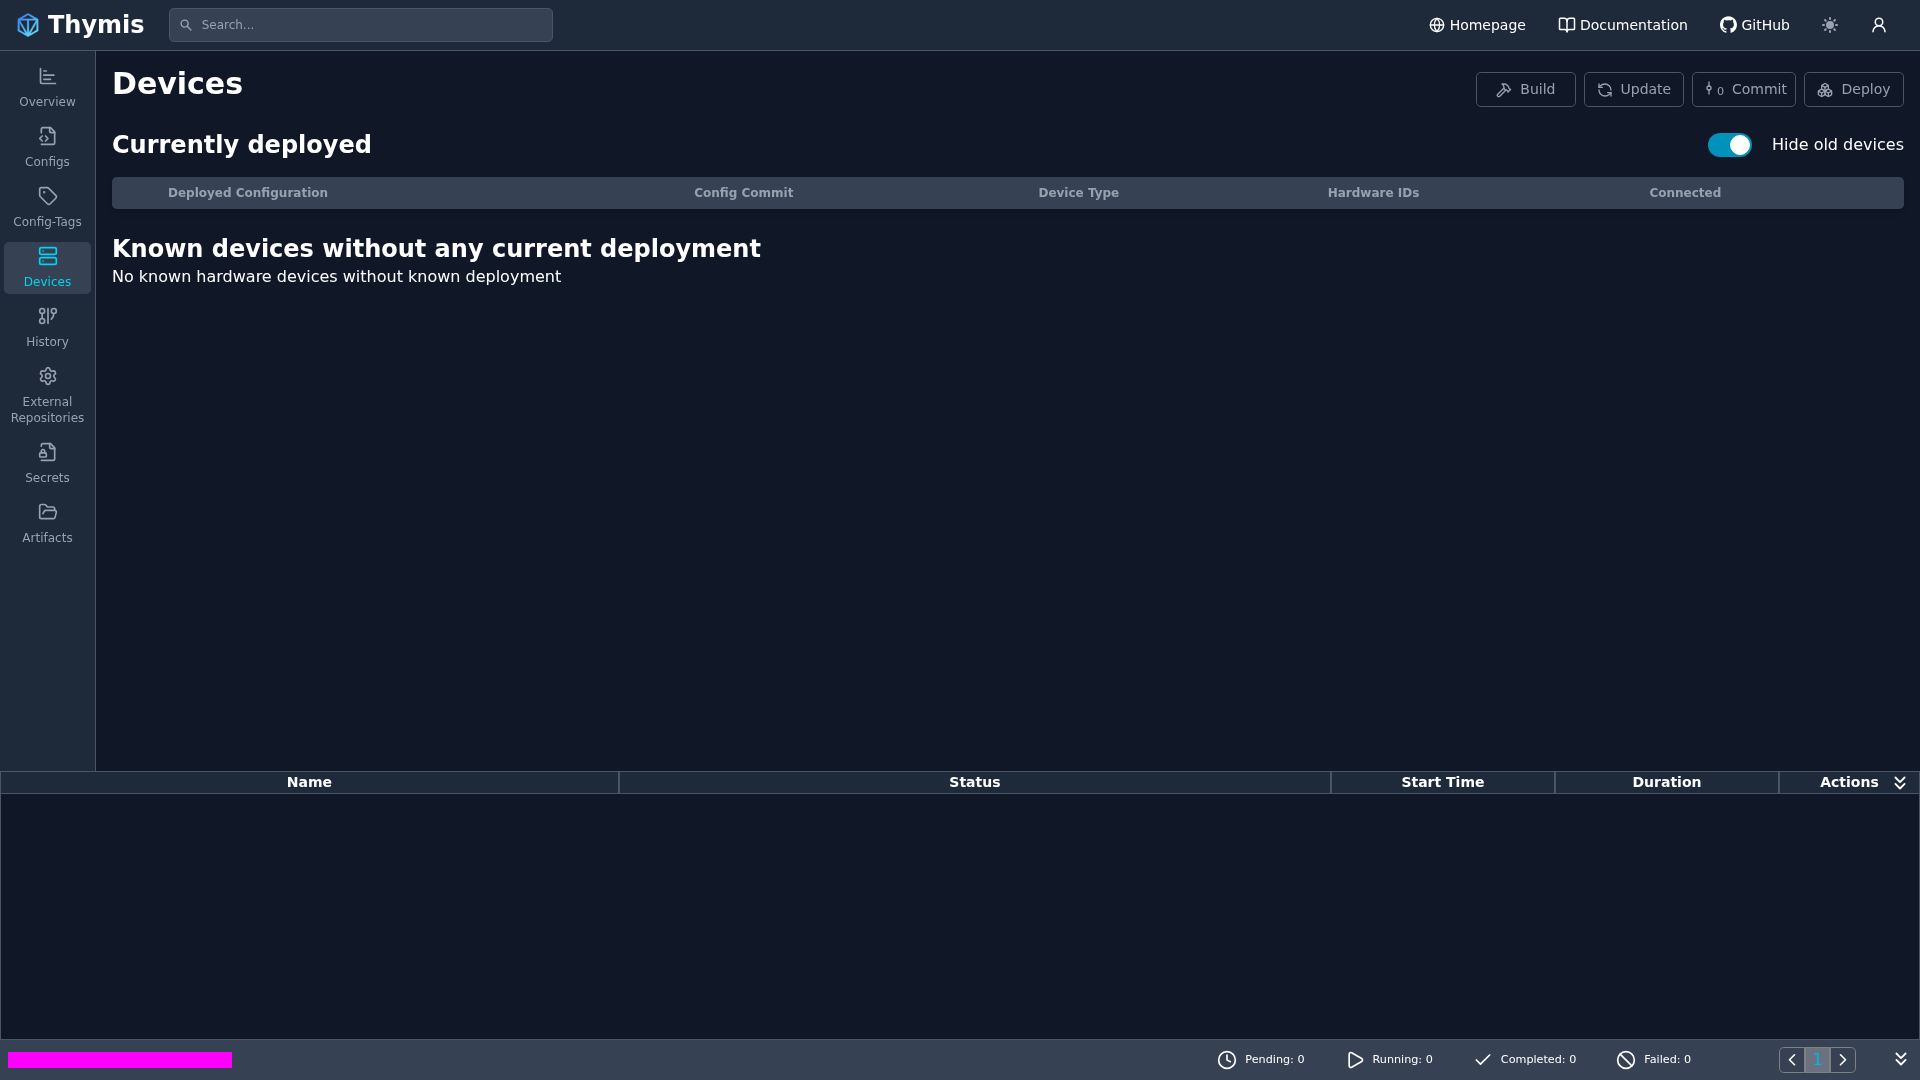 Thymis
Search...
Homepage
Documentation
GitHub
Overview
Configs
Config-Tags
Devices
History
External
Repositories
Secrets
Artifacts
Devices
Build
Update
0 Commit
Deploy
Currently deployed
Hide old devices
Deployed Configuration
Config Commit
Device Type
Hardware IDs
Connected
Known devices without any current deployment
No known hardware devices without known deployment
Name
Status
Start Time
Duration
Actions
Pending: 0
Running: 0
Completed: 0
Failed: 0
1